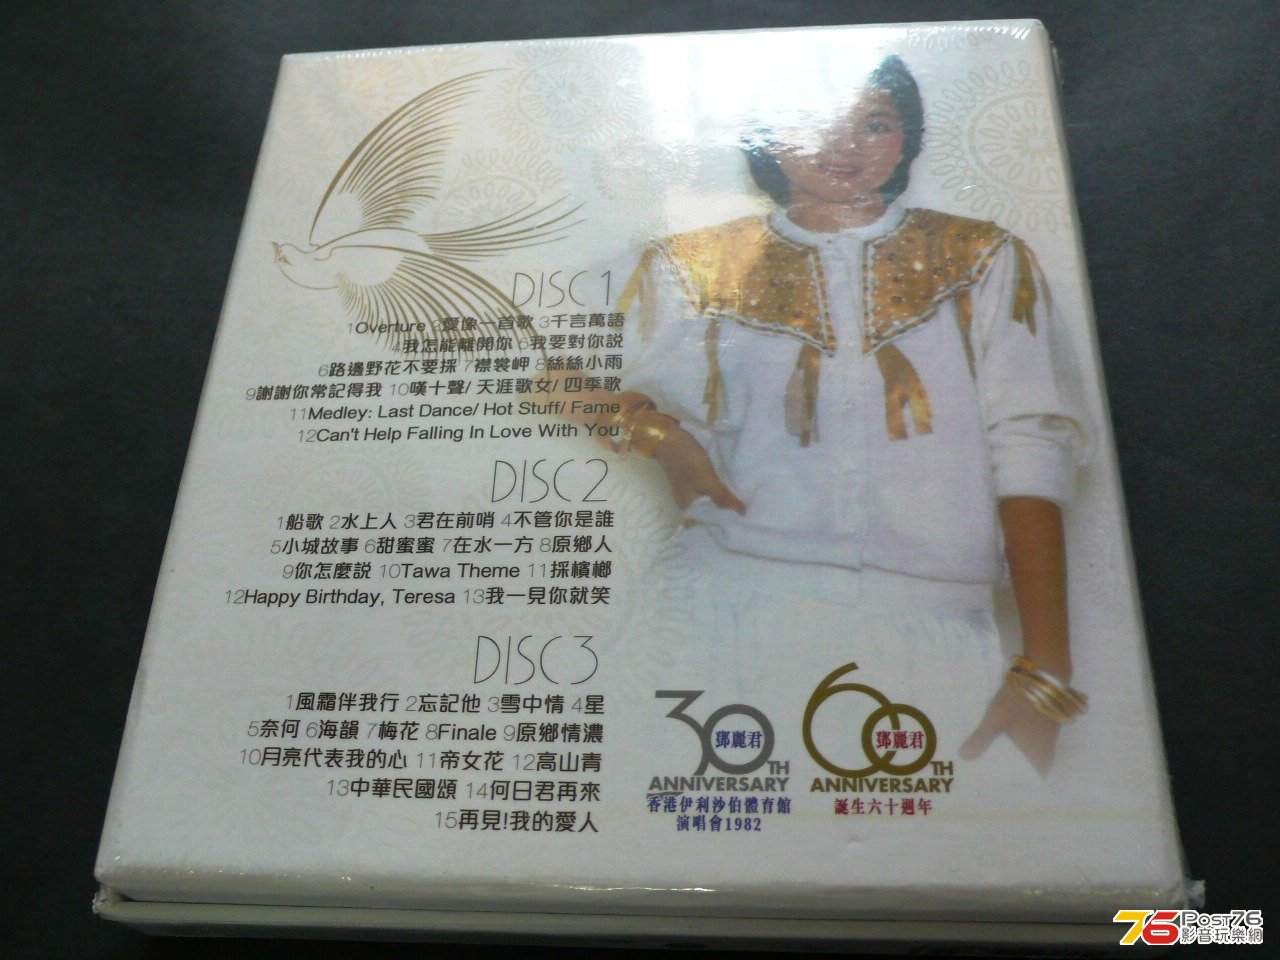 DISC 1
1Overture 2愛像一首歌 3千言萬語
4我怎能離開你 5我要對你説
6路邊野花不要採 7襟裳岬 8絲絲小雨
9謝謝你常記得我 10嘆十聲/ 天涯歌女/ 四季歌
11Medley: Last Dance/ Hot Stuff/ Fame
12Can't Help Falling In Love With You
DISC 2
1船歌 2水上人 3君在前哨 4不管你是誰
5小城故事 6甜蜜蜜 7在水一方 8原鄉人
9你怎麼説 10Tawa Theme 11採檳榔
12Happy Birthday, Teresa 13我一見你就笑
DISC 3
1風霜伴我行 2忘記他 3雪中情 4星
5奈何 6海韻 7梅花 8Finale 9原鄉情濃
10月亮代表我的心 11帝女花 12高山青
13中華民國頌 14何日君再來
15再見!我的愛人
30TH
鄧麗君
ANNIVERSARY
香港伊利沙伯體育館
演唱會1982
60TH
鄧麗君
ANNIVERSARY
誕生六十週年
76 Post76
影音玩樂網